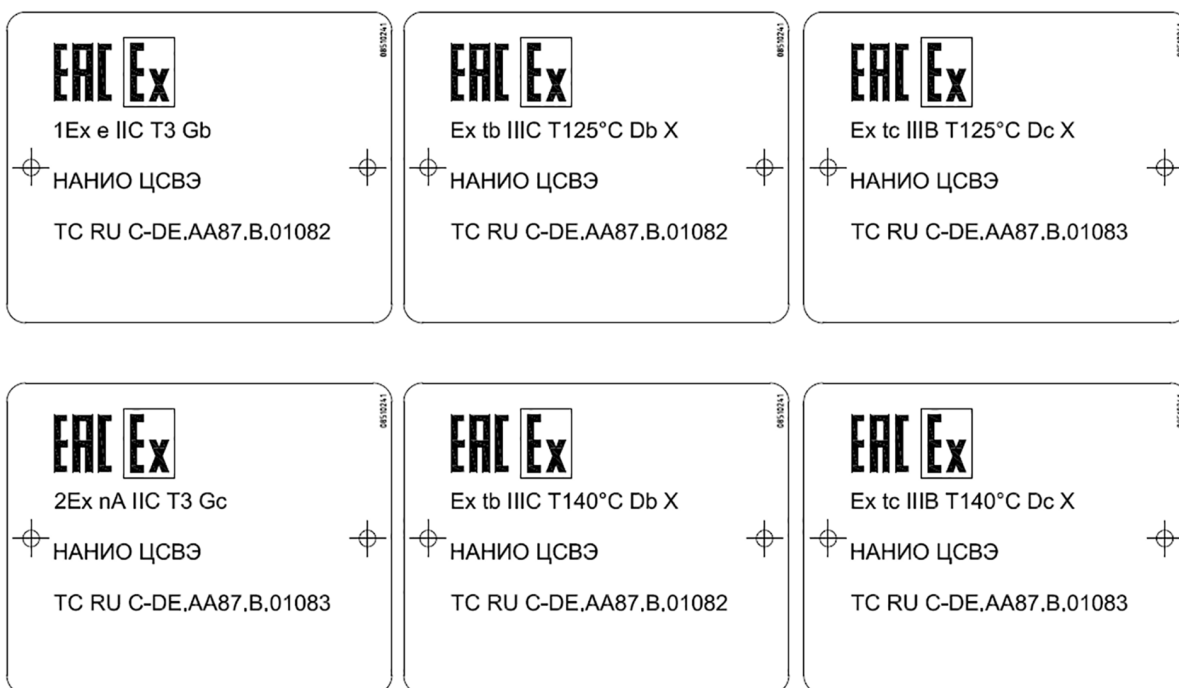 EAC Ex
08510241
1Ex e IIC T3 Gb
НАНИО ЦСВЭ
TC RU C-DE.AA87.B.01082
EAC Ex
08510241
Ex tb IIIC T125°C Db X
НАНИО ЦСВЭ
TC RU C-DE.AA87.B.01082
EAC Ex
Ex tc IIIB T125°C Dc X
НАНИО ЦСВЭ
TC RU C-DE.AA87.B.01083
EAC Ex
08510241
2Ex nA IIC T3 Gc
НАНИО ЦСВЭ
TC RU C-DE.AA87.B.01083
EAC Ex
08510241
Ex tb IIIC T140°C Db X
НАНИО ЦСВЭ
TC RU C-DE.AA87.B.01082
EAC Ex
Ex tc IIIB T140°C Dc X
НАНИО ЦСВЭ
TC RU C-DE.AA87.B.01083